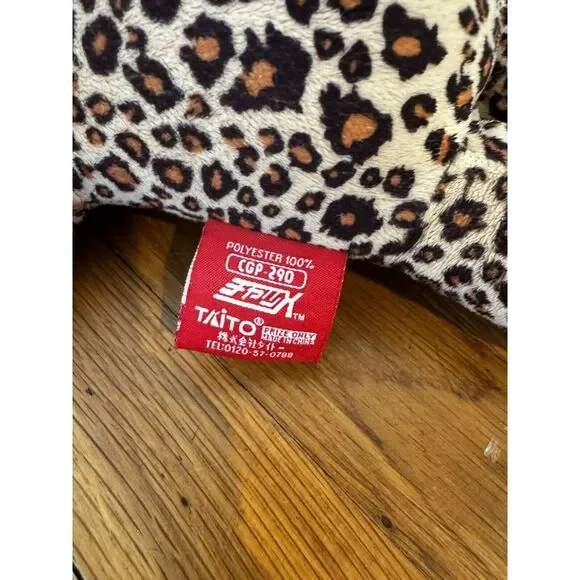 POLYESTER 100%
CGP-290
TAITO®
PRIZE ONLY
MADE IN CHINA
株式会社タイトー
TEL:0120-57-0788